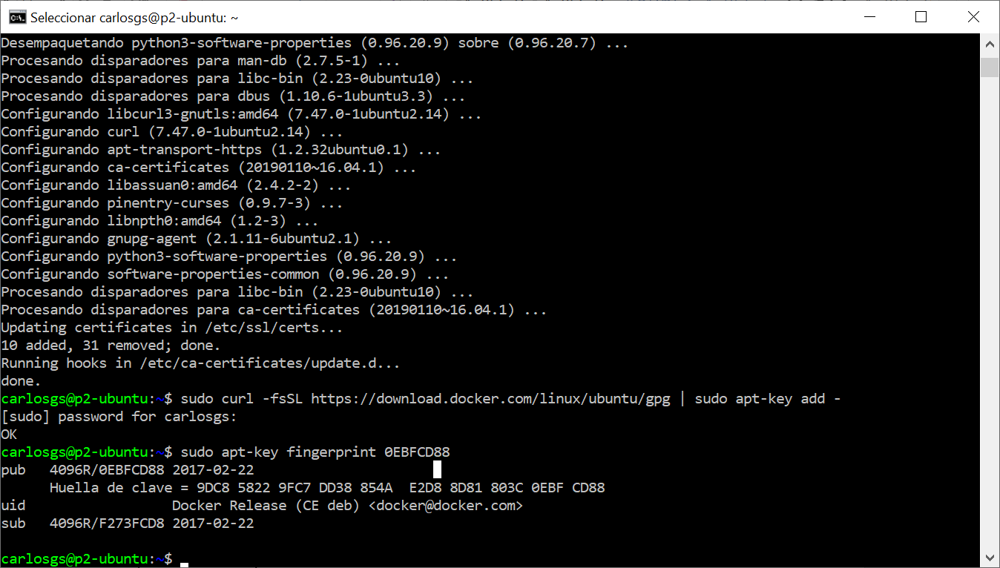 Seleccionar carlosgs@p2-ubuntu: ~
Desempaquetando python3-software-properties (0.96.20.9) sobre (0.96.20.7) ...
Procesando disparadores para man-db (2.7.5-1) ...
Procesando disparadores para libc-bin (2.23-0ubuntu10) ...
Procesando disparadores para dbus (1.10.6-1ubuntu3.3) ...
Configurando libcurl3-gnutls:amd64 (7.47.0-1ubuntu2.14) ...
Configurando curl (7.47.0-1ubuntu2.14) ...
Configurando apt-transport-https (1.2.32ubuntu0.1) ...
Configurando ca-certificates (20190110~16.04.1) ...
Configurando libassuan0:amd64 (2.4.2-2) ...
Configurando pinentry-curses (0.9.7-3) ...
Configurando libnpth0:amd64 (1.2-3) ...
Configurando gnupg-agent (2.1.11-6ubuntu2.1) ...
Configurando python3-software-properties (0.96.20.9) ...
Configurando software-properties-common (0.96.20.9) ...
Procesando disparadores para libc-bin (2.23-0ubuntu10) ...
Procesando disparadores para ca-certificates (20190110~16.04.1) ...
Updating certificates in /etc/ssl/certs...
10 added, 31 removed; done.
Running hooks in /etc/ca-certificates/update.d...
done.
carlosgs@p2-ubuntu:~$ sudo curl -fsSL https://download.docker.com/linux/ubuntu/gpg | sudo apt-key add -
[sudo] password for carlosgs:
OK
carlosgs@p2-ubuntu:~$ sudo apt-key fingerprint 0EBFCD88
pub   4096R/0EBFCD88 2017-02-22
      Huella de clave = 9DC8 5822 9FC7 DD38 854A  E2D8 8D81 803C 0EBF CD88
uid                  Docker Release (CE deb) <docker@docker.com>
sub   4096R/F273FCD8 2017-02-22
carlosgs@p2-ubuntu:~$